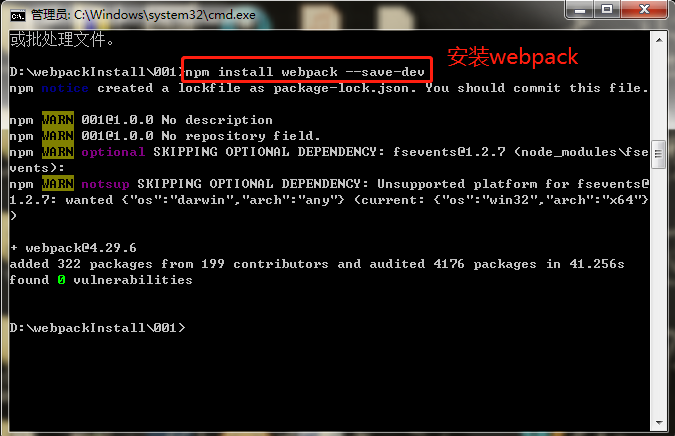 管理员: C:\Windows\system32\cmd.exe
或批处理文件。
D:\webpackInstall\001>npm install webpack --save-dev
安装webpack
npm notice created a lockfile as package-lock.json. You should commit this file.
npm WARN 001@1.0.0 No description
npm WARN 001@1.0.0 No repository field.
npm WARN optional SKIPPING OPTIONAL DEPENDENCY: fsevents@1.2.7 (node_modules\fse
vents):
npm WARN notsup SKIPPING OPTIONAL DEPENDENCY: Unsupported platform for fsevents@
1.2.7: wanted {"os":"darwin","arch":"any"} (current: {"os":"win32","arch":"x64"}
)
+ webpack@4.29.6
added 322 packages from 199 contributors and audited 4176 packages in 41.256s
found 0 vulnerabilities
D:\webpackInstall\001>